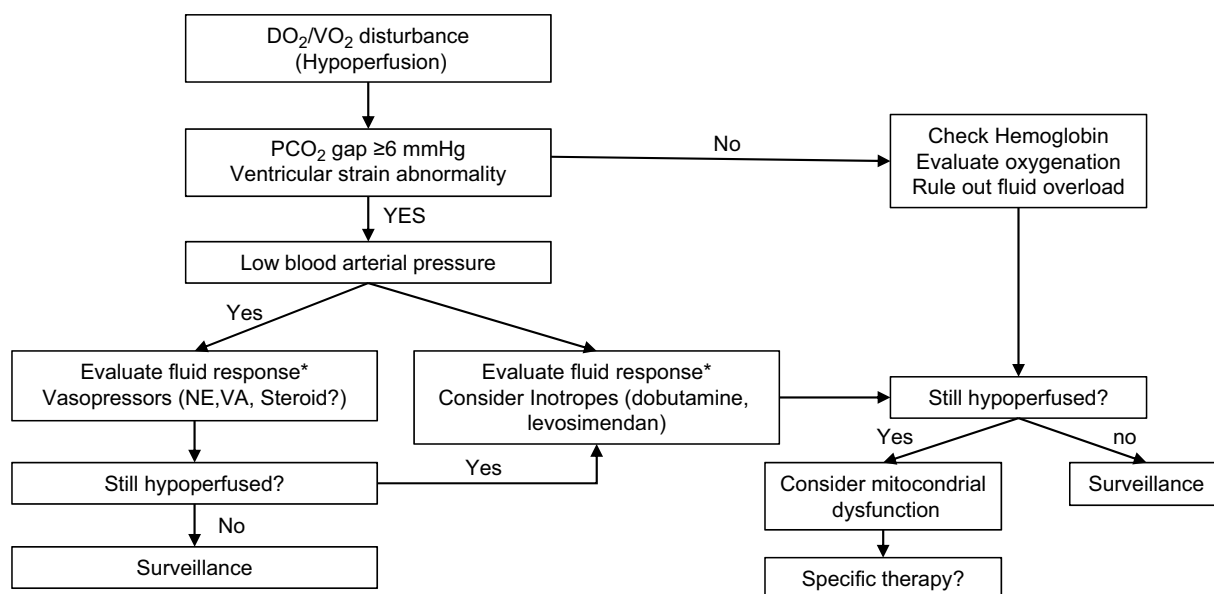 DO₂/VO₂ disturbance
(Hypoperfusion)
PCO₂ gap ≥6 mmHg
Ventricular strain abnormality
No
Check Hemoglobin
Evaluate oxygenation
Rule out fluid overload
YES
Low blood arterial pressure
Yes
Evaluate fluid response*
Vasopressors (NE,VA, Steroid?)
Evaluate fluid response*
Consider Inotropes (dobutamine,
levosimendan)
Still hypoperfused?
Yes
no
Still hypoperfused?
Yes
Consider mitocondrial
dysfunction
Surveillance
No
Surveillance
Specific therapy?